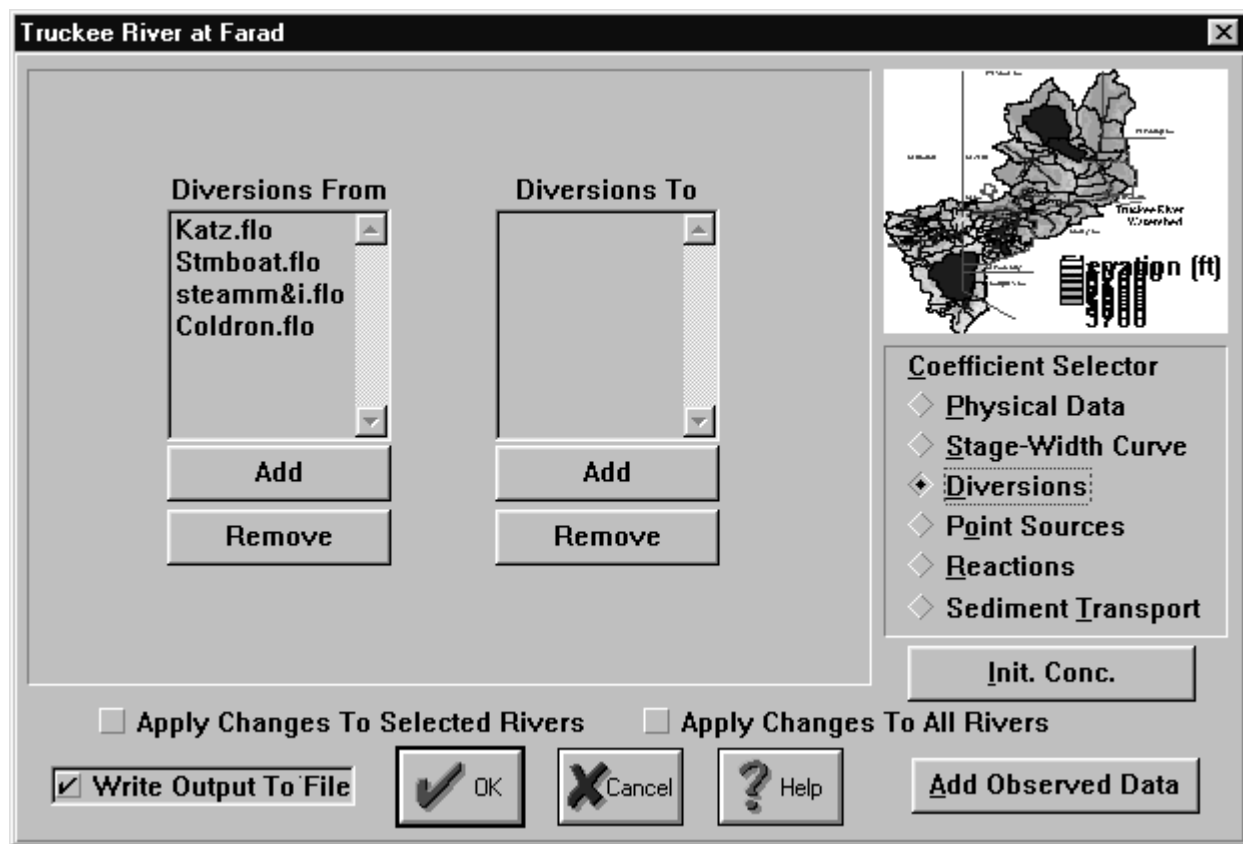 Truckee River at Farad
Diversions From
Diversions To
Katz.flo
Stmboat.flo
steamm&i.flo
Coldron.flo
Add
Add
Remove
Remove
Truckee River
Watershed
Elevation (ft)
Coefficient Selector
Physical Data
Stage-Width Curve
Diversions
Point Sources
Reactions
Sediment Transport
Init. Conc.
Apply Changes To Selected Rivers
Apply Changes To All Rivers
Write Output To File
OK
Cancel
Help
Add Observed Data